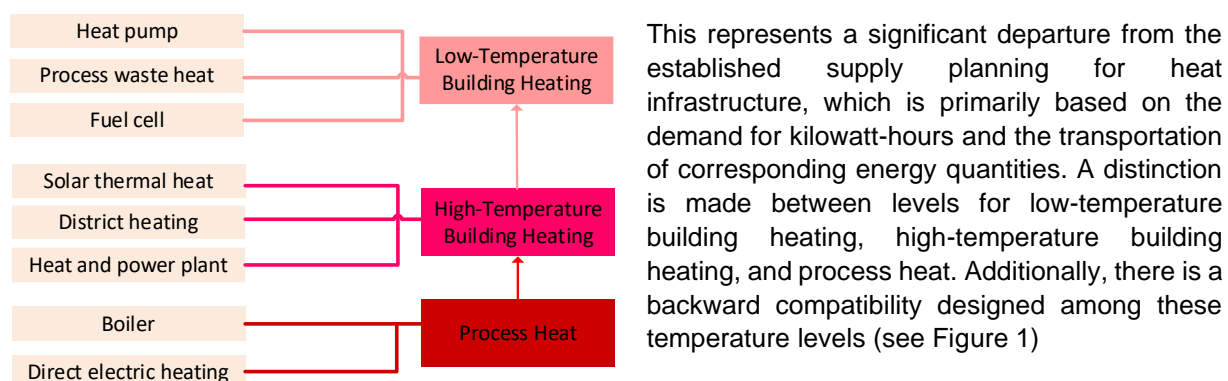 Heat pump
Process waste heat
Fuel cell
Low-Temperature
Building Heating
Solar thermal heat
District heating
Heat and power plant
High-Temperature
Building Heating
Boiler
Direct electric heating
Process Heat
This represents a significant departure from the
established supply planning for heat
infrastructure, which is primarily based on the
demand for kilowatt-hours and the transportation
of corresponding energy quantities. A distinction
is made between levels for low-temperature
building heating, high-temperature building
heating, and process heat. Additionally, there is a
backward compatibility designed among these
temperature levels (see Figure 1)